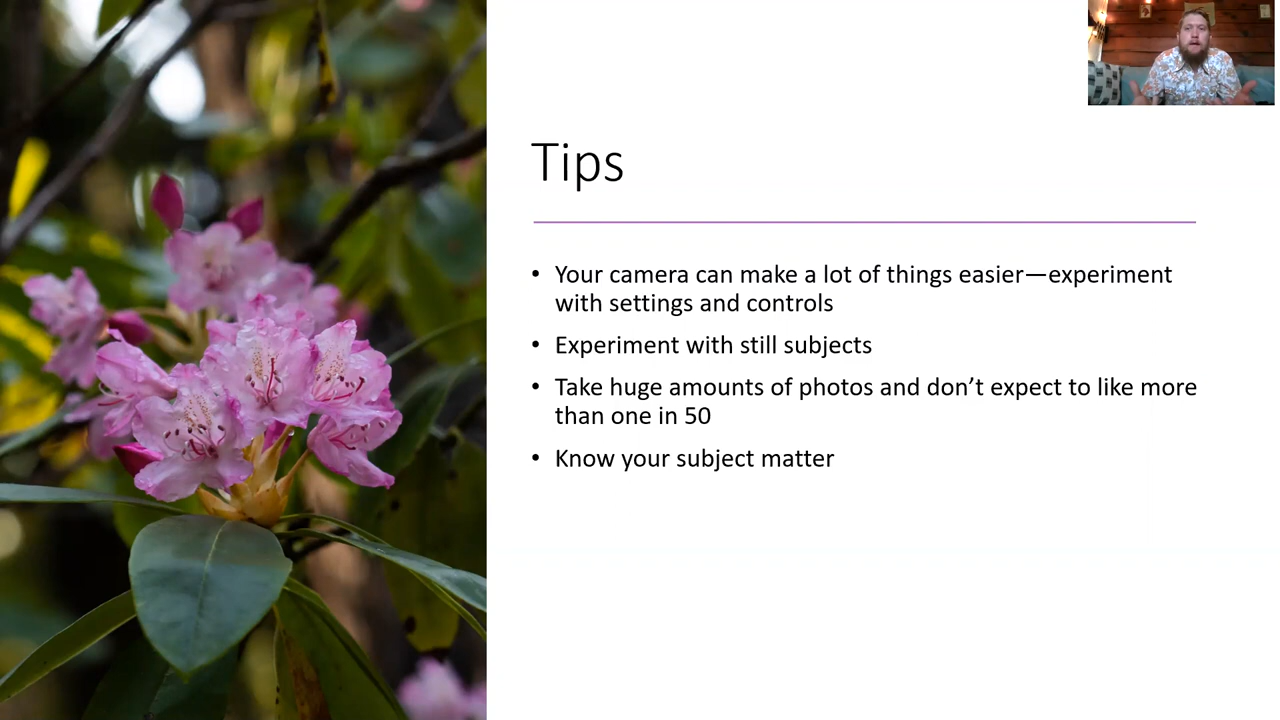 Tips
• Your camera can make a lot of things easier—experiment
with settings and controls
• Experiment with still subjects
• Take huge amounts of photos and don’t expect to like more
than one in 50
• Know your subject matter